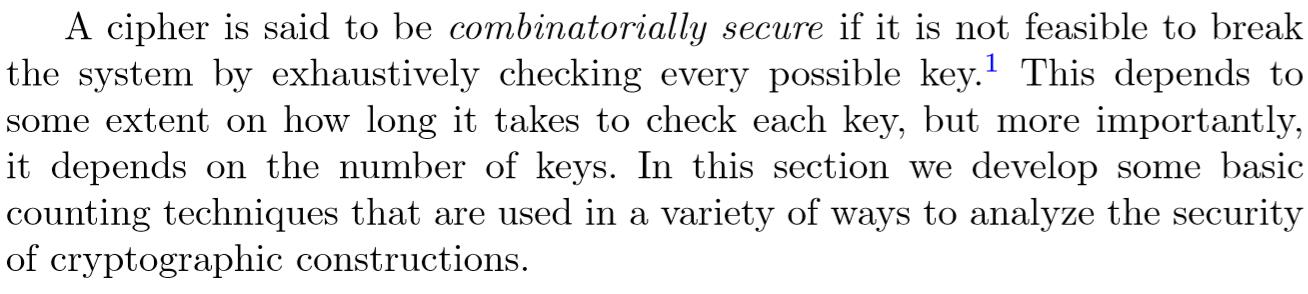 A cipher is said to be combinatorially secure if it is not feasible to break
the system by exhaustively checking every possible key.¹ This depends to
some extent on how long it takes to check each key, but more importantly,
it depends on the number of keys. In this section we develop some basic
counting techniques that are used in a variety of ways to analyze the security
of cryptographic constructions.